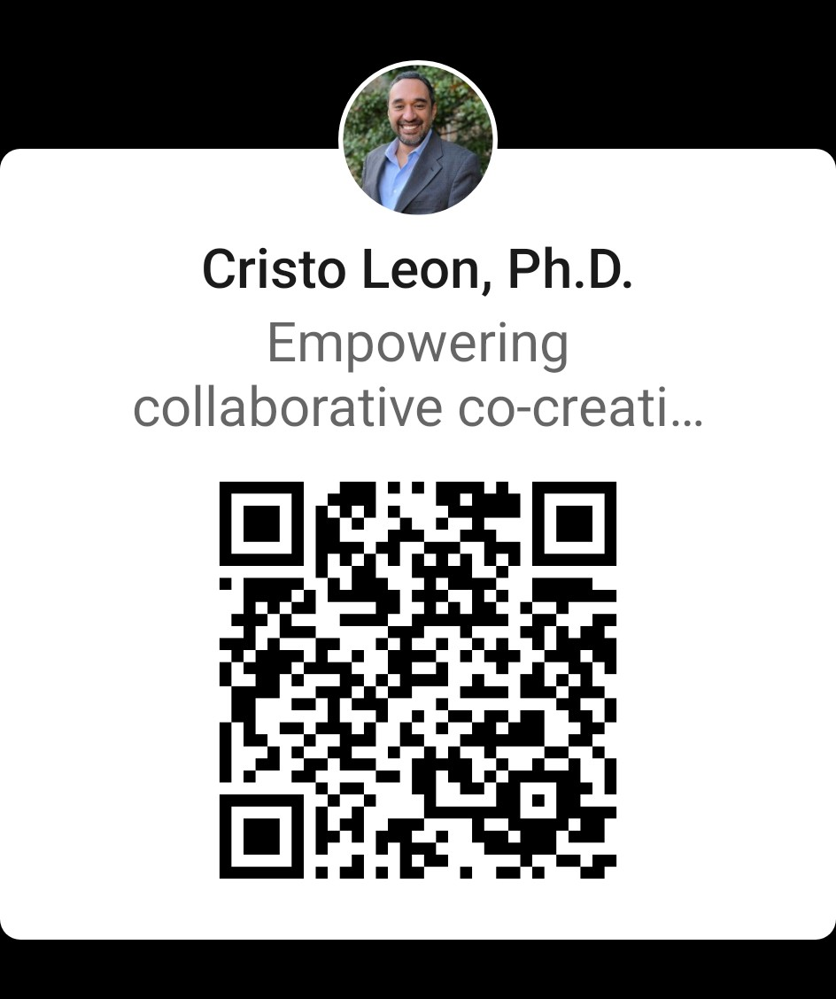 Cristo Leon, Ph.D.
Empowering
collaborative co-creati...